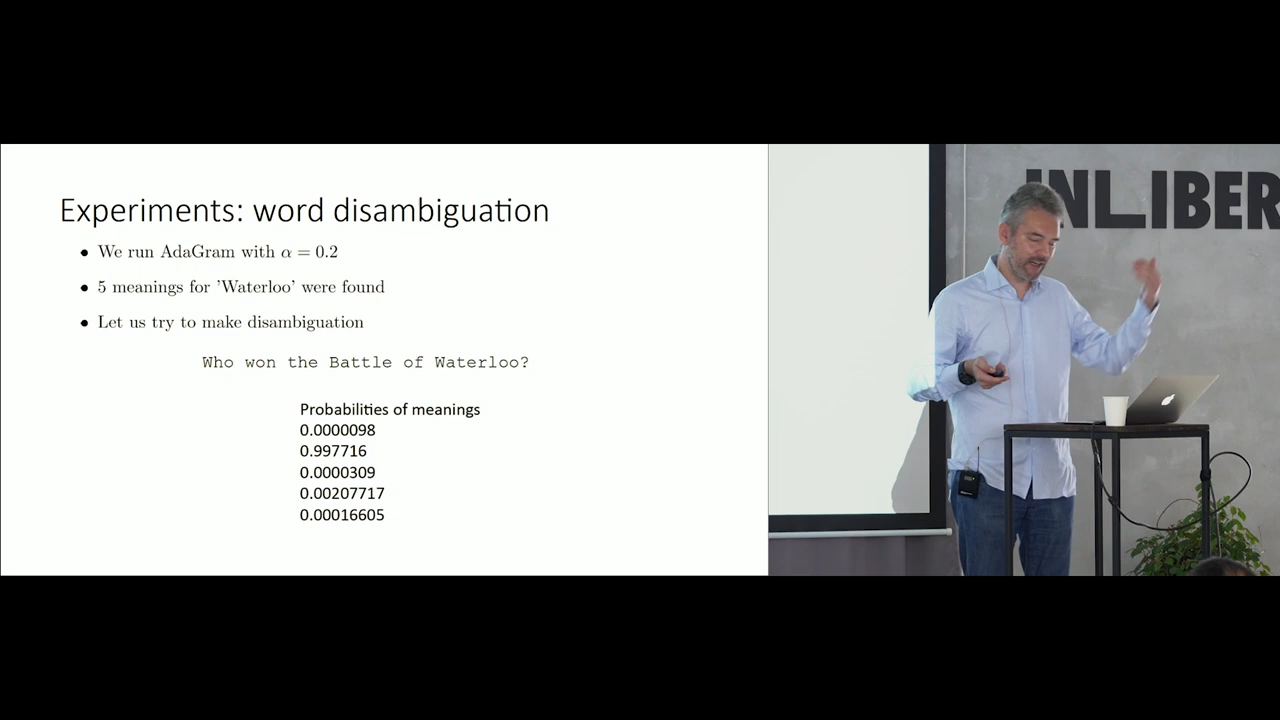 Experiments: word disambiguation
• We run AdaGram with α = 0.2
• 5 meanings for 'Waterloo' were found
• Let us try to make disambiguation
Who won the Battle of Waterloo?
Probabilities of meanings
0.0000098
0.997716
0.0000309
0.00207717
0.00016605
INLIBER